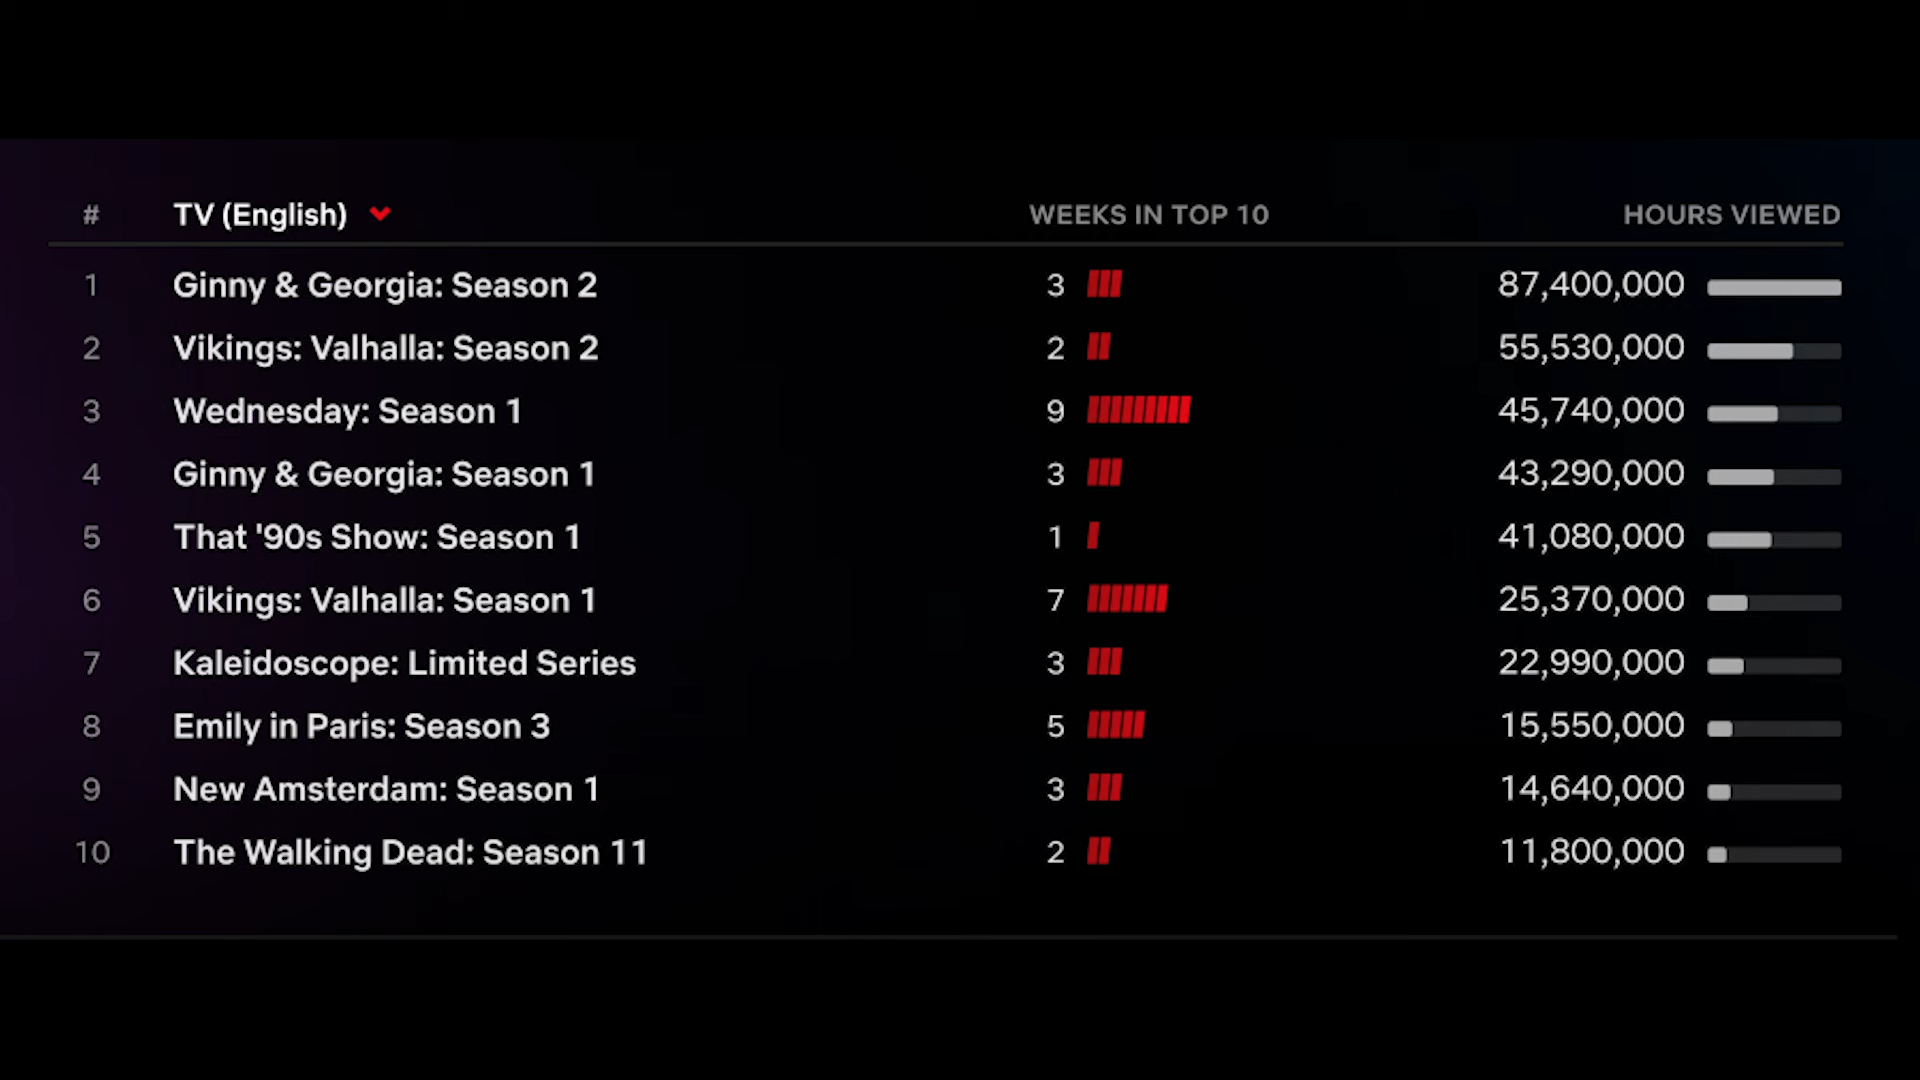 # TV (English) WEEKS IN TOP 10 HOURS VIEWED
1 Ginny & Georgia: Season 2 3 87,400,000
2 Vikings: Valhalla: Season 2 2 55,530,000
3 Wednesday: Season 1 9 45,740,000
4 Ginny & Georgia: Season 1 3 43,290,000
5 That '90s Show: Season 1 1 41,080,000
6 Vikings: Valhalla: Season 1 7 25,370,000
7 Kaleidoscope: Limited Series 3 22,990,000
8 Emily in Paris: Season 3 5 15,550,000
9 New Amsterdam: Season 1 3 14,640,000
10 The Walking Dead: Season 11 2 11,800,000